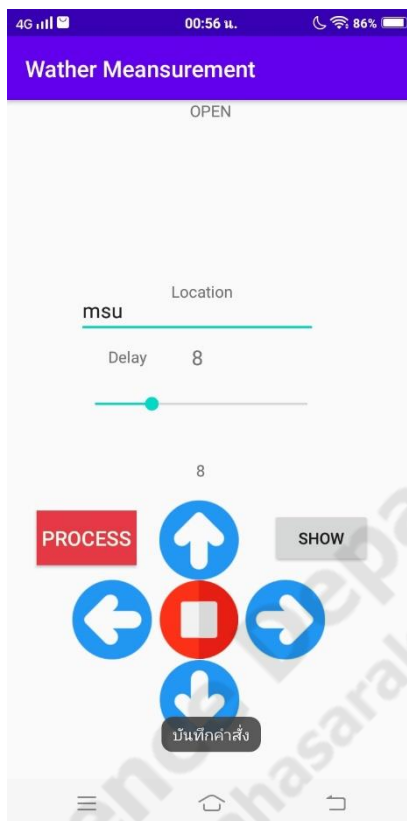 4G 00:56 น. 86%
Wather Meansurement
OPEN
Location
msu
Delay 8
8
PROCESS SHOW
บันทึกคำสั่ง